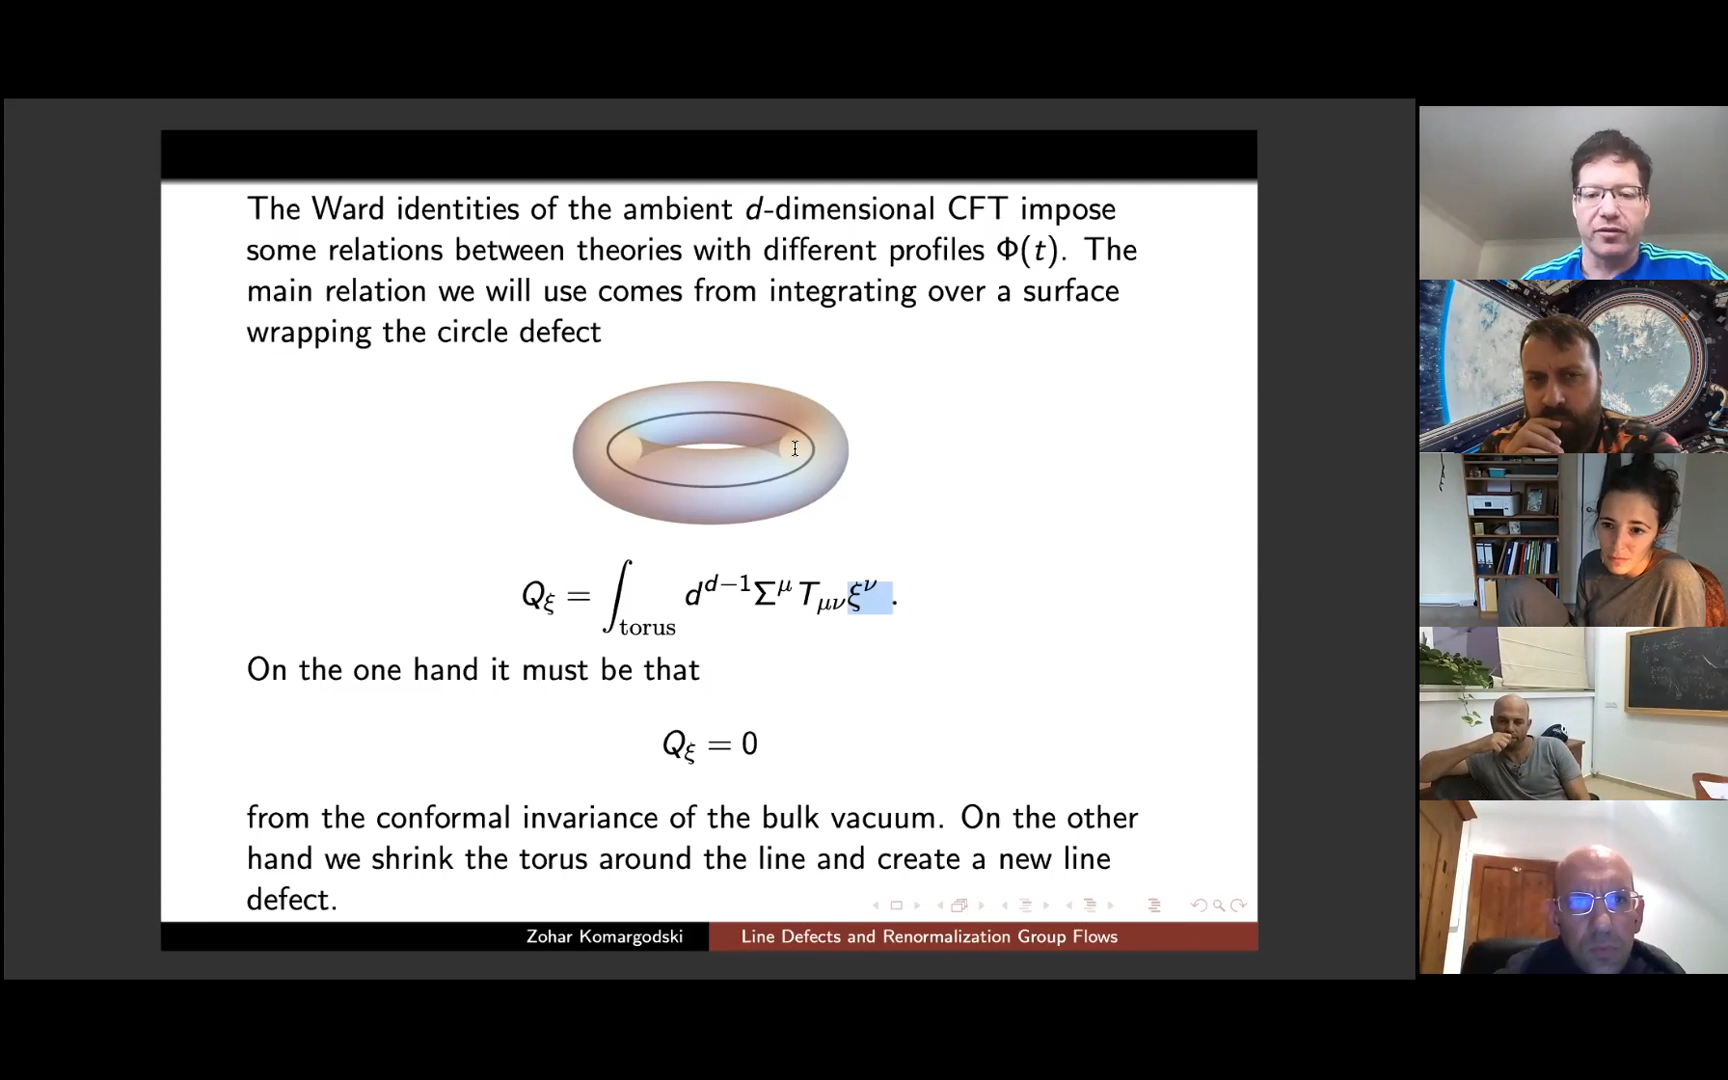 The Ward identities of the ambient d-dimensional CFT impose
some relations between theories with different profiles Φ(t). The
main relation we will use comes from integrating over a surface
wrapping the circle defect
Q_ξ = ∫_torus d^{d−1}Σ^μ T_{μν} ξ^ν .
On the one hand it must be that
Q_ξ = 0
from the conformal invariance of the bulk vacuum. On the other
hand we shrink the torus around the line and create a new line
defect.
Zohar Komargodski
Line Defects and Renormalization Group Flows